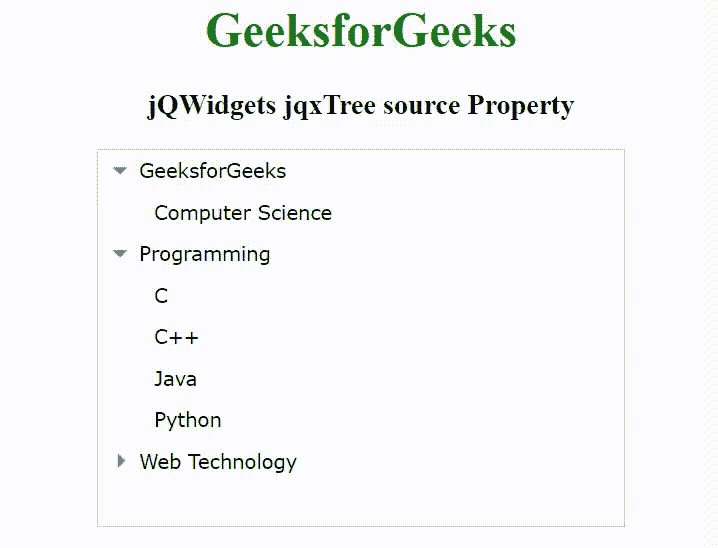 GeeksforGeeks
jQWidgets jqxTree source Property
GeeksforGeeks
Computer Science
Programming
C
C++
Java
Python
Web Technology